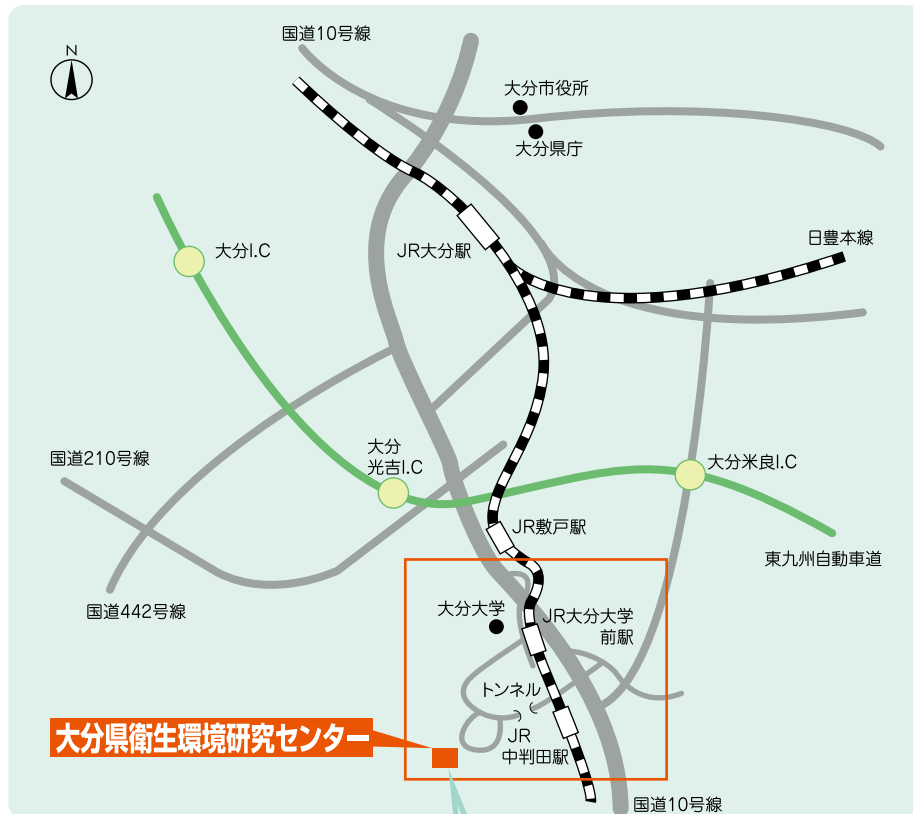 国道10号線
N
大分市役所
大分県庁
大分I.C
JR大分駅
日豊本線
大分
光吉I.C
国道210号線
大分米良I.C
JR敷戸駅
東九州自動車道
大分大学
JR大分大学
前駅
国道442号線
トンネル
大分県衛生環境研究センター
JR
中判田駅
国道10号線